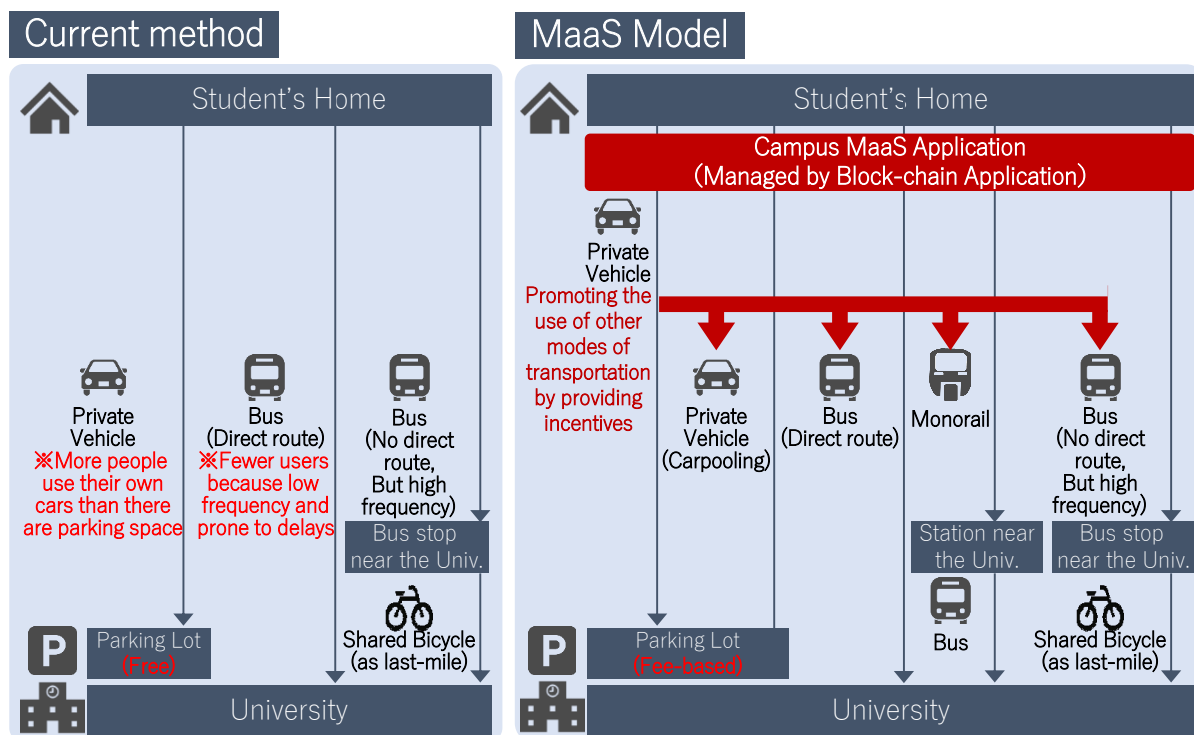 Current method
Student's Home
Private
Vehicle
※More people
use their own
cars than there
are parking space
Bus
(Direct route)
※Fewer users
because low
frequency and
prone to delays
Bus
(No direct
route,
But high
frequency)
Bus stop
near the Univ.
Shared Bicycle
(as last-mile)
P
Parking Lot
(Free)
University
MaaS Model
Student's Home
Campus MaaS Application
(Managed by Block-chain Application)
Private
Vehicle
Promoting the
use of other
modes of
transportation
by providing
incentives
Private
Vehicle
(Carpooling)
Bus
(Direct route)
Monorail
Station near
the Univ.
Bus
Bus
(No direct
route,
But high
frequency)
Bus stop
near the Univ.
Shared Bicycle
(as last-mile)
P
Parking Lot
(Fee-based)
University